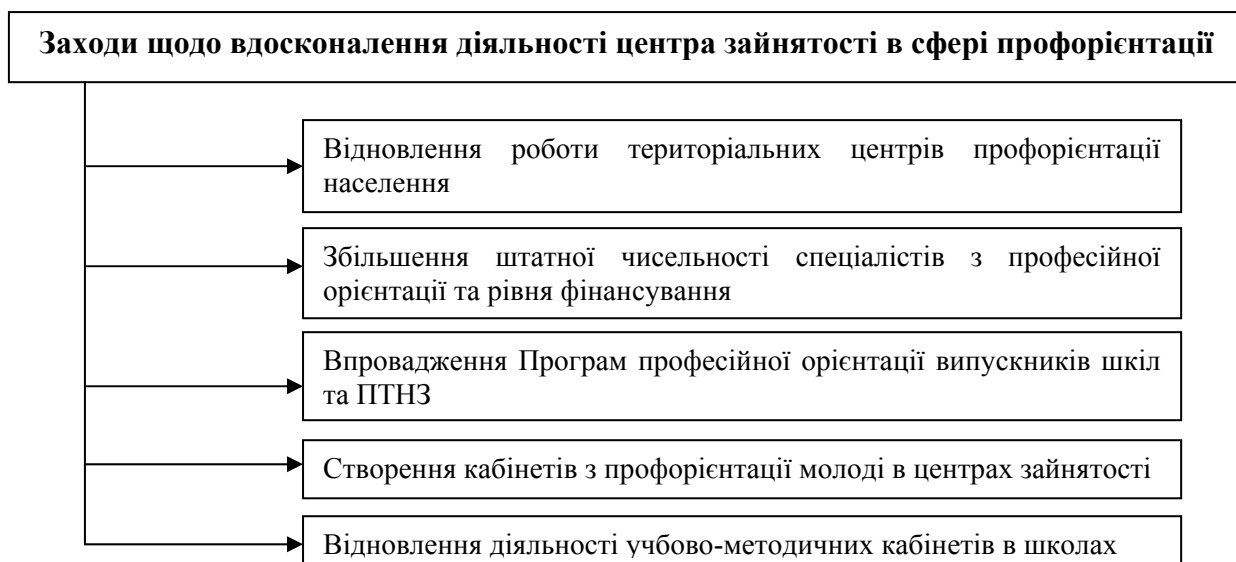 Заходи щодо вдосконалення діяльності центра зайнятості в сфері профорієнтації
Відновлення роботи територіальних центрів профорієнтації
населення
Збільшення штатної чисельності спеціалістів з професійної
орієнтації та рівня фінансування
Впровадження Програм професійної орієнтації випускників шкіл
та ПТНЗ
Створення кабінетів з профорієнтації молоді в центрах зайнятості
Відновлення діяльності учбово-методичних кабінетів в школах